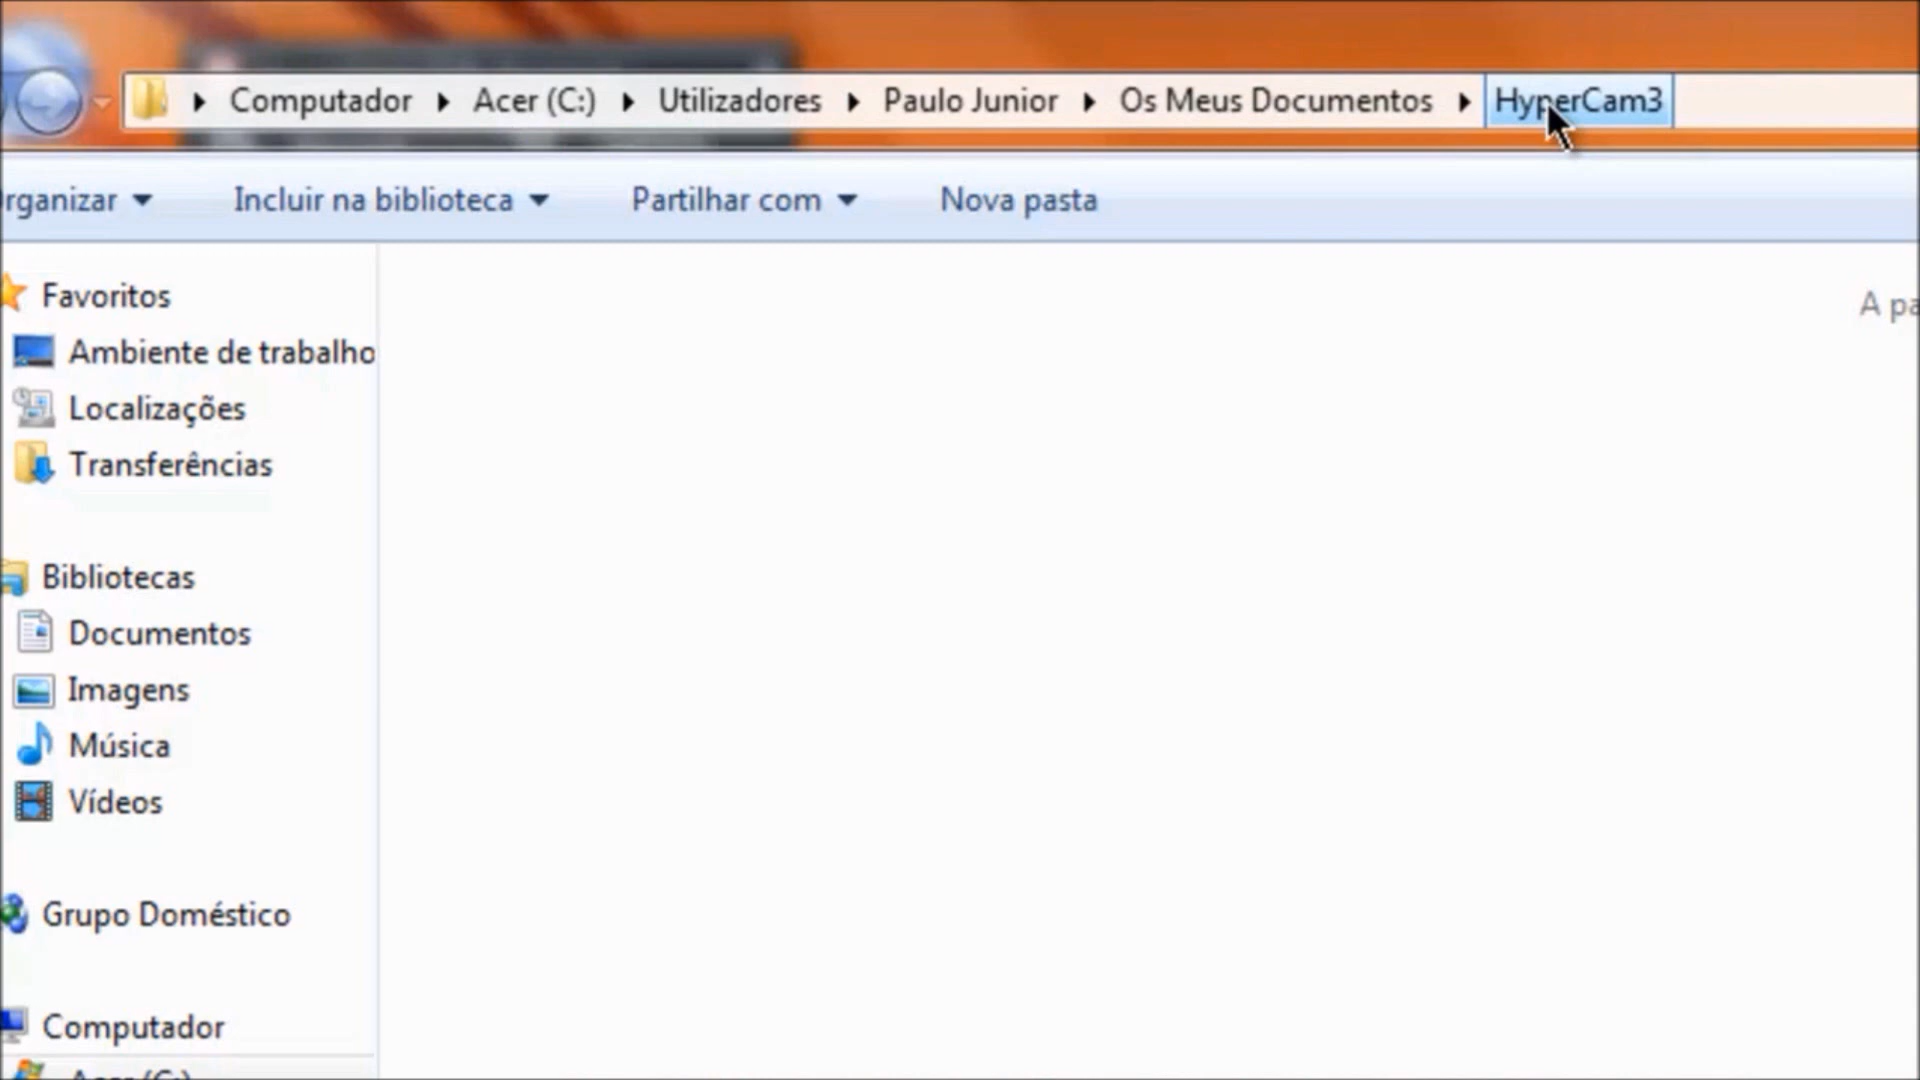 Computador Acer (C:) Utilizadores Paulo Junior Os Meus Documentos HyperCam3
rganizar Incluir na biblioteca Partilhar com Nova pasta
Favoritos
A pa
Ambiente de trabalho
Localizações
Transferências
Bibliotecas
Documentos
Imagens
Música
Vídeos
Grupo Doméstico
Computador
Acer (C:)